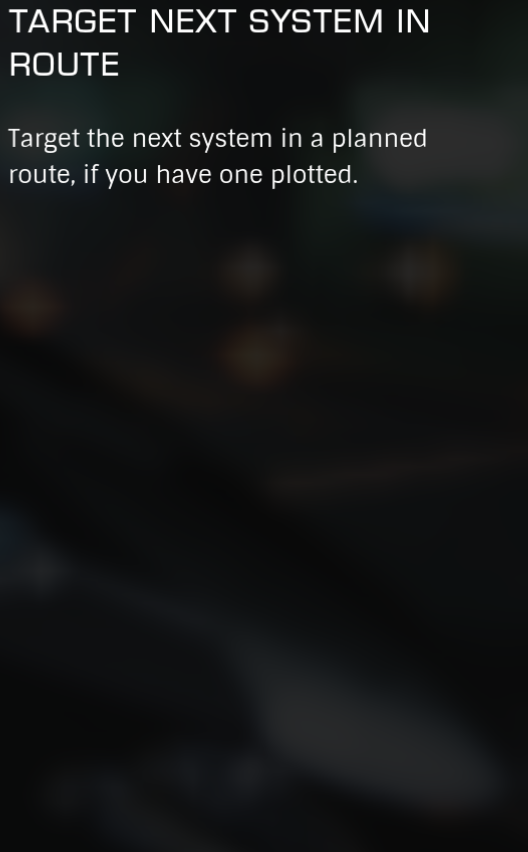 TARGET NEXT SYSTEM IN
ROUTE
Target the next system in a planned
route, if you have one plotted.